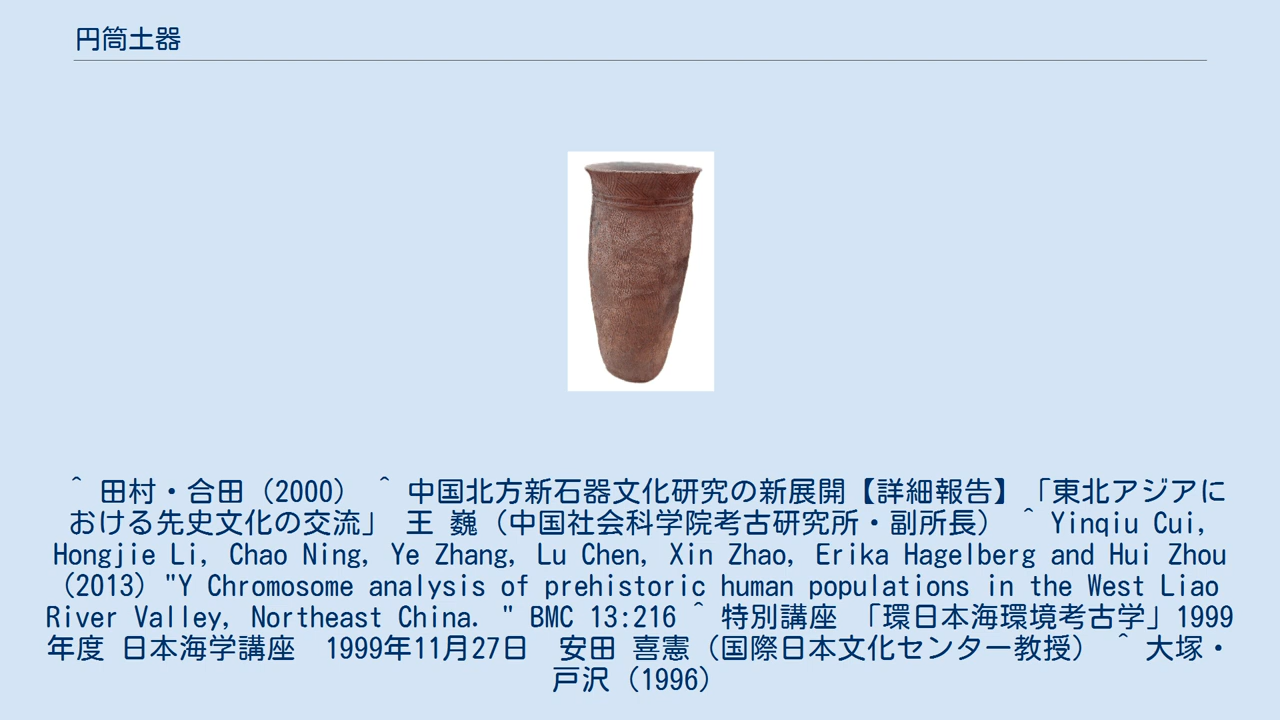 円筒土器
^ 田村・合田（2000） ^ 中国北方新石器文化研究の新展開【詳細報告】「東北アジアに
おける先史文化の交流」 王 巍（中国社会科学院考古研究所・副所長） ^ Yinqiu Cui,
Hongjie Li, Chao Ning, Ye Zhang, Lu Chen, Xin Zhao, Erika Hagelberg and Hui Zhou
（2013）"Y Chromosome analysis of prehistoric human populations in the West Liao
River Valley, Northeast China. " BMC 13:216 ^ 特別講座 「環日本海環境考古学」1999
年度 日本海学講座　1999年11月27日　安田 喜憲（国際日本文化センター教授） ^ 大塚・
戸沢（1996）